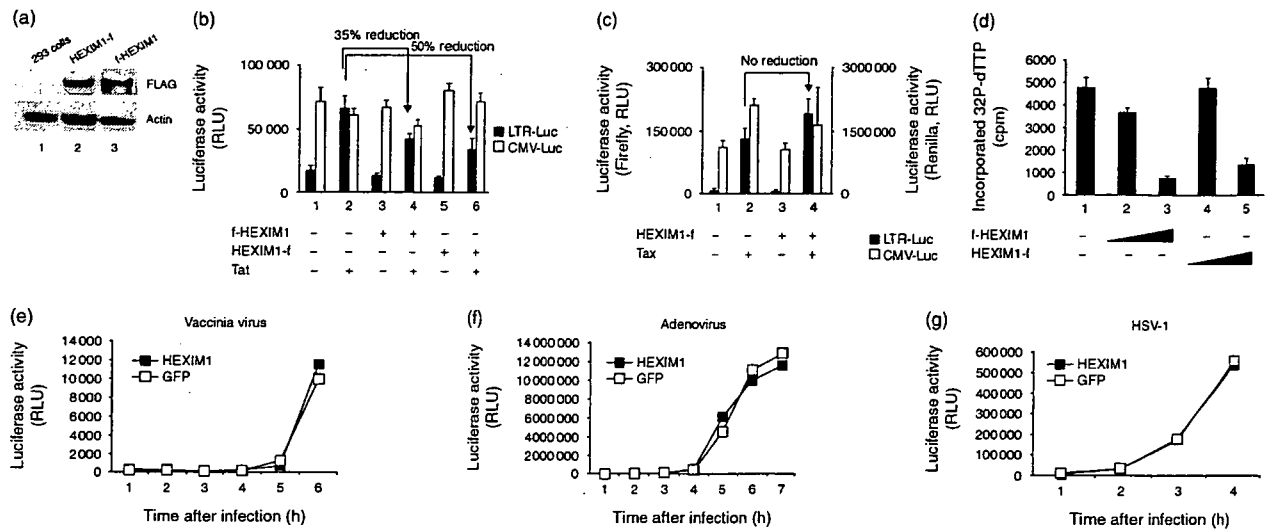 (a)
293 cells
HEXIM1-f
f-HEXIM1
FLAG
Actin
1 2 3
(b)
35% reduction
50% reduction
Luciferase activity
(RLU)
100 000
50 000
0
LTR-Luc
CMV-Luc
1 2 3 4 5 6
f-HEXIM1 – – + + – –
HEXIM1-f – – – – + +
Tat – + – + – +
(c)
No reduction
Luciferase activity
(Firefly, RLU)
300 000
150 000
0
3000 000
1500 000
0
Luciferase activity
(Renilla, RLU)
1 2 3 4
HEXIM1-f – – + +
Tax – + – +
LTR-Luc
CMV-Luc
(d)
Incorporated 32P-dTTP
(cpm)
6000
5000
4000
3000
2000
1000
0
1 2 3 4 5
f-HEXIM1 – – –
HEXIM1-f – – –
(e)
Vaccinia virus
Luciferase activity
(RLU)
14 000
12 000
10 000
8000
6000
4000
2000
0
HEXIM1
GFP
1 2 3 4 5 6
Time after infection (h)
(f)
Adenovirus
Luciferase activity
(RLU)
14 000 000
12 000 000
10 000 000
8 000 000
6 000 000
4 000 000
2 000 000
0
HEXIM1
GFP
1 2 3 4 5 6 7
Time after infection (h)
(g)
HSV-1
Luciferase activity
(RLU)
600 000
500 000
400 000
300 000
200 000
100 000
0
HEXIM1
GFP
1 2 3 4
Time after infection (h)